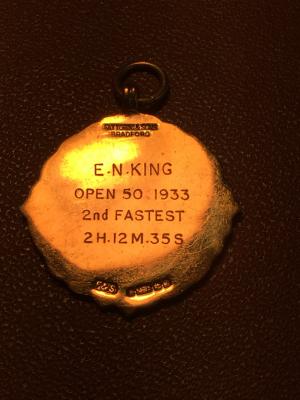 BRADFORD
E.N.KING
OPEN 50 1933
2nd FASTEST
2H.12M.35S